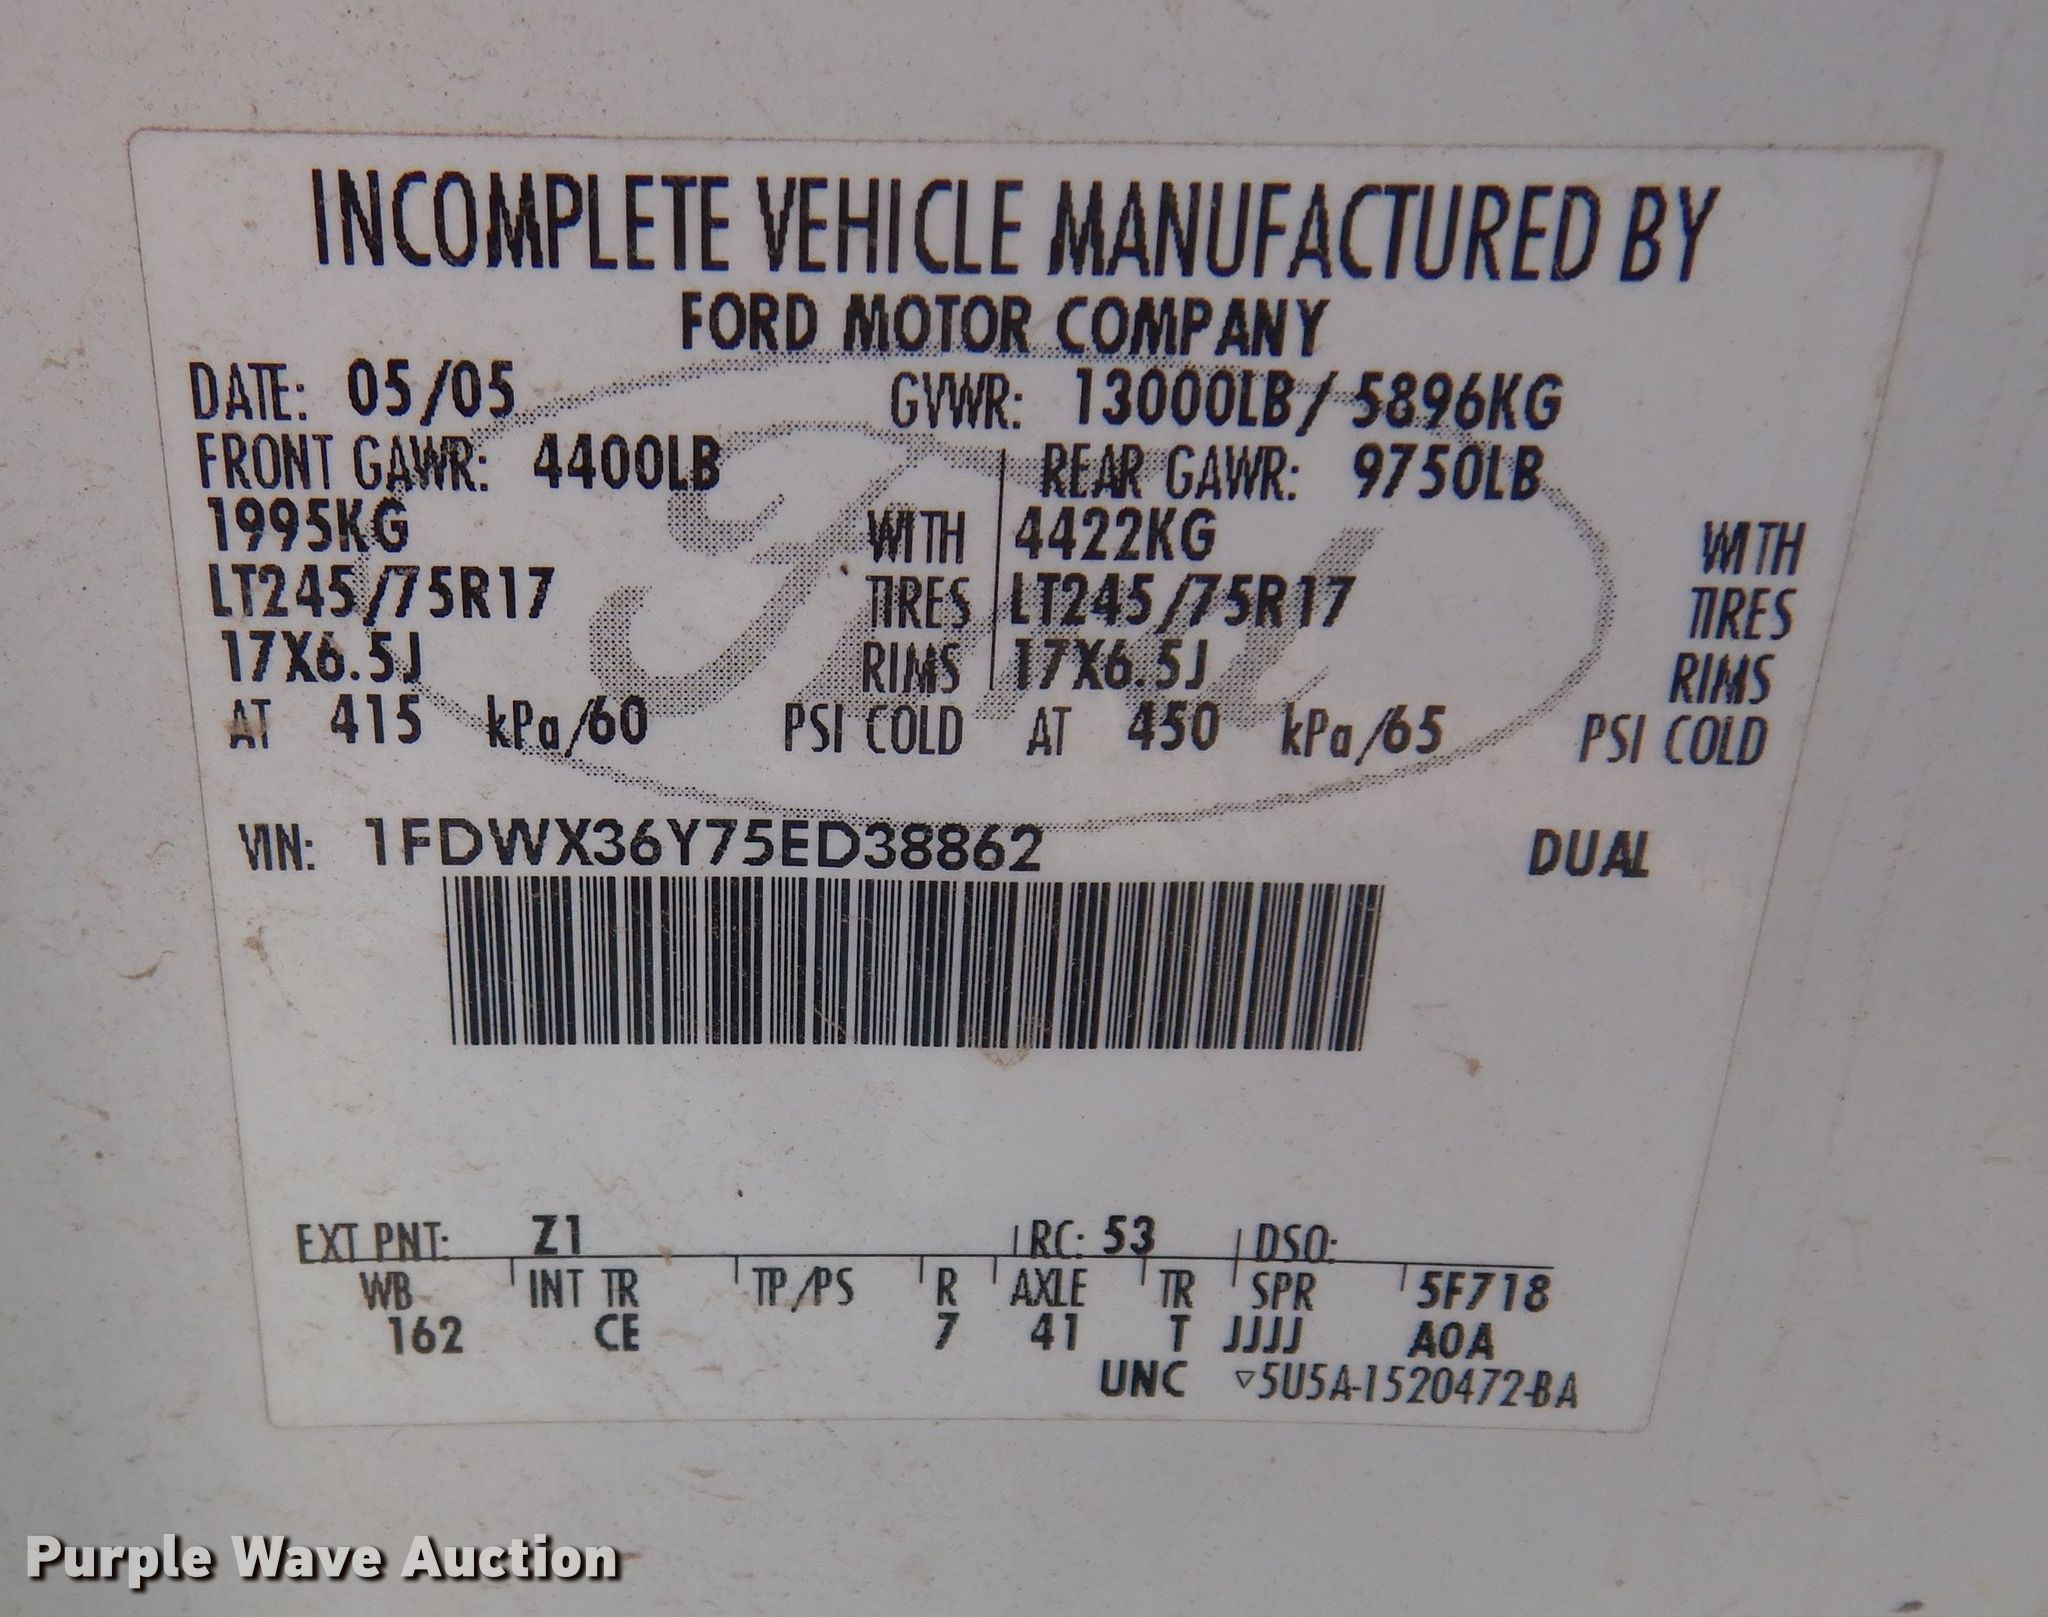 INCOMPLETE VEHICLE MANUFACTURED BY
FORD MOTOR COMPANY
DATE: 05/05 GVWR: 13000LB/ 5896KG
FRONT GAWR: 4400LB REAR GAWR: 9750LB
1995KG WITH 4422KG WITH
LT245/75R17 TIRES LT245/75R17 TIRES
17X6.5J RIMS 17X6.5J RIMS
AT 415 kPa/60 PSI COLD AT 450 kPa/65 PSI COLD
VIN: 1FDWX36Y75ED38862 DUAL
EXT PNT: Z1 RC: 53 DSO:
WB INT TR TP/PS R AXLE TR SPR 5F718
162 CE 7 41 T JJJJ A0A
UNC ▽5U5A-1520472-BA
Purple Wave Auction